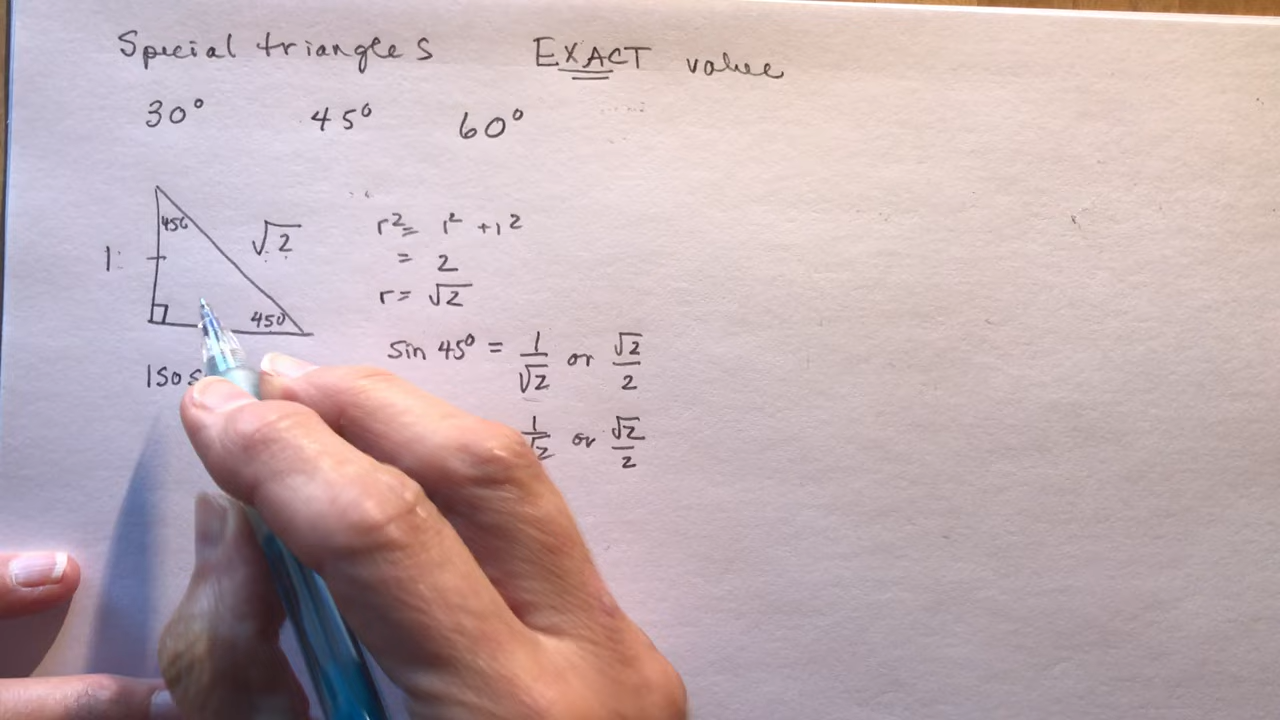 Special triangles EXACT value
30° 45° 60°
45° √2 r² = 1² + 1²
1 = 2
45° r = √2
sin 45° = 1/√2 or √2/2
1/√2 or √2/2